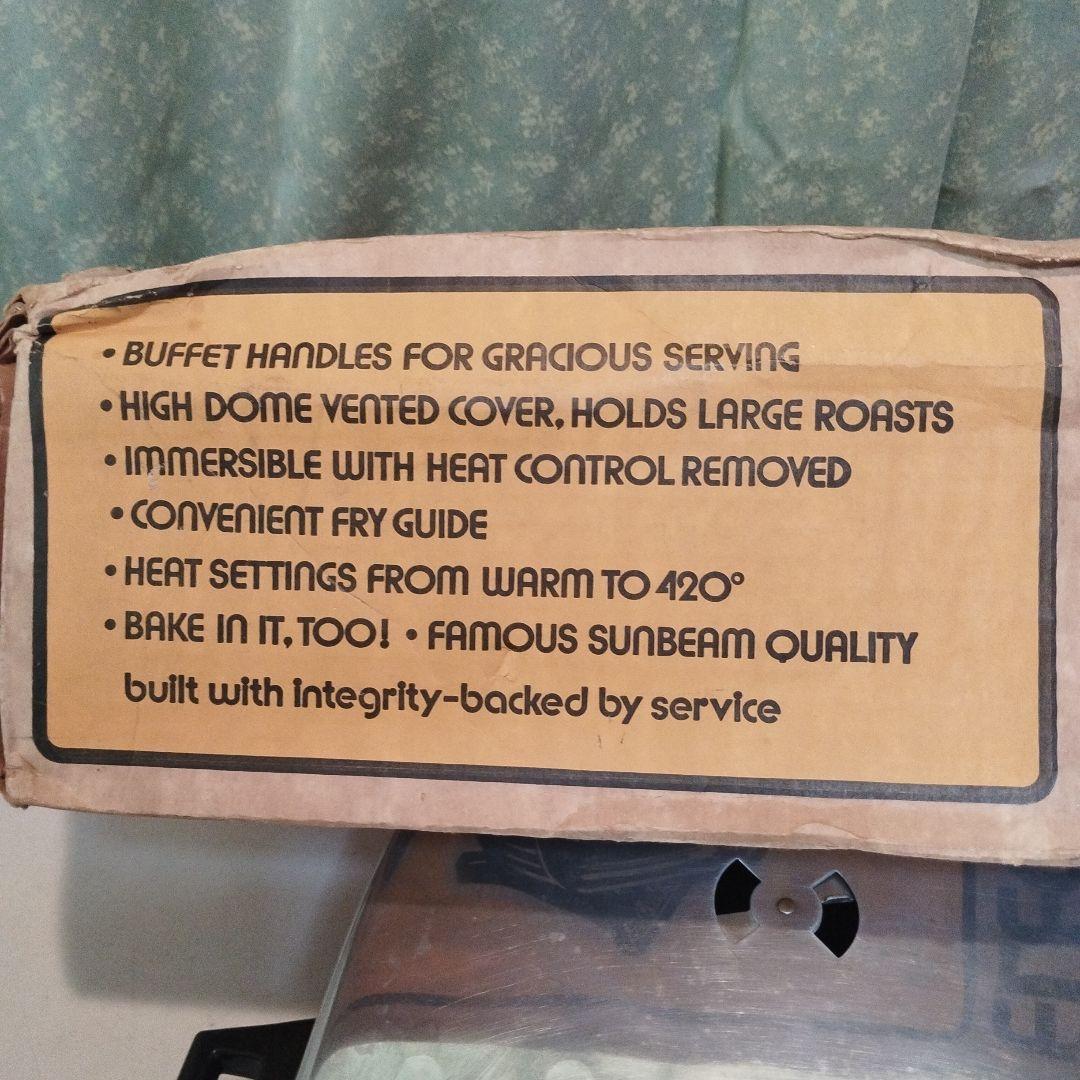 • BUFFET HANDLES FOR GRACIOUS SERVING
• HIGH DOME VENTED COVER, HOLDS LARGE ROASTS
• IMMERSIBLE WITH HEAT CONTROL REMOVED
• CONVENIENT FRY GUIDE
• HEAT SETTINGS FROM WARM TO 420°
• BAKE IN IT, TOO! • FAMOUS SUNBEAM QUALITY
built with integrity-backed by service